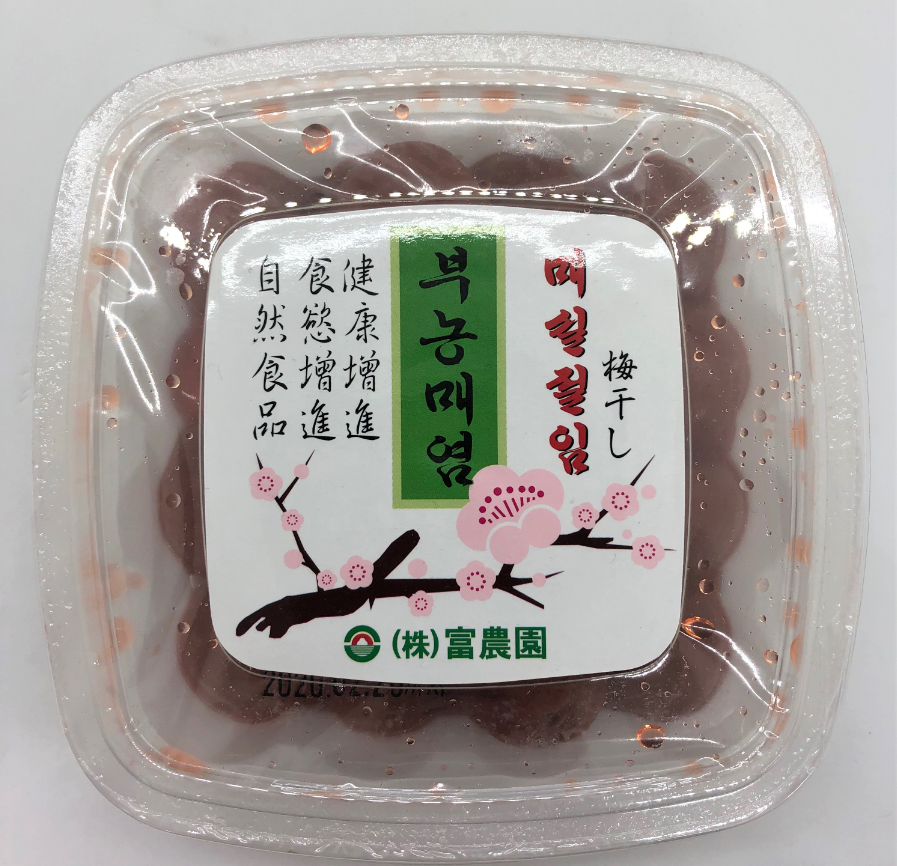 梅干し
매실절임
부농매염
健康增進
食慾增進
自然食品
(株)富農園